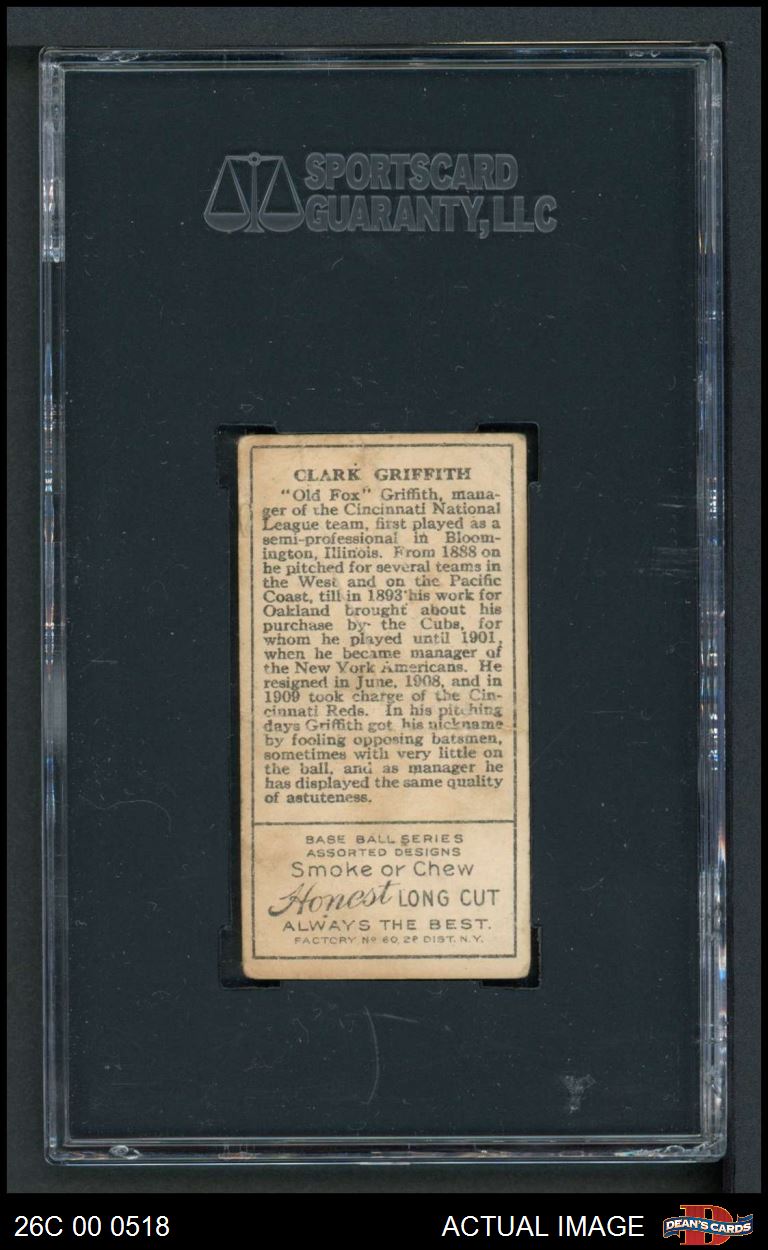 SPORTSCARD
GUARANTY, LLC
CLARK GRIFFITH
"Old Fox" Griffith, mana-
ger of the Cincinnati National
League team, first played as a
semi-professional in Bloom-
ington, Illinois. From 1888 on
he pitched for several teams in
the West and on the Pacific
Coast, till in 1893 his work for
Oakland brought about his
purchase by the Cubs, for
whom he played until 1901,
when he became manager of
the New York Americans. He
resigned in June, 1908, and in
1909 took charge of the Cin-
cinnati Reds. In his pitching
days Griffith got his nickname
by fooling opposing batsmen,
sometimes with very little on
the ball, and as manager he
has displayed the same quality
of astuteness.
BASE BALL SERIES
ASSORTED DESIGNS
Smoke or Chew
Honest LONG CUT
ALWAYS THE BEST.
FACTORY Nº 60, 2ᴰ DIST. N.Y.
26C 00 0518
ACTUAL IMAGE
DEAN'S CARDS